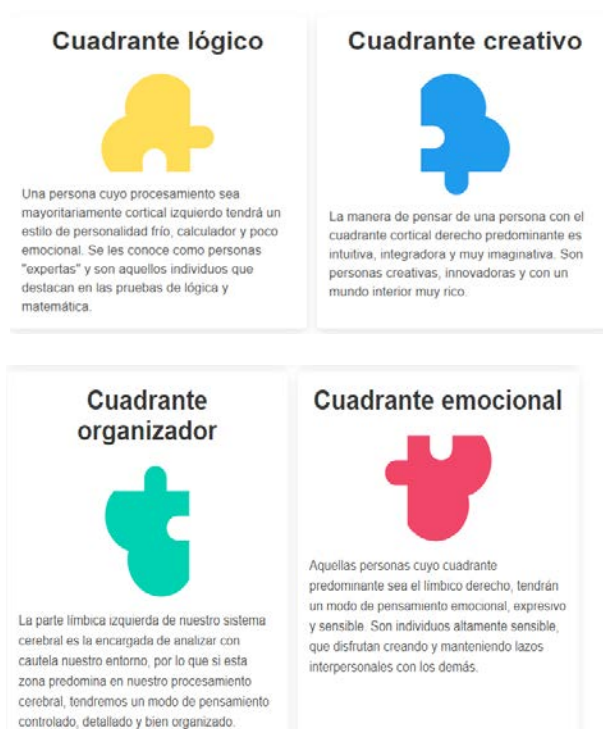 Cuadrante lógico
Una persona cuyo procesamiento sea
mayoritariamente cortical izquierdo tendrá un
estilo de personalidad frío, calculador y poco
emocional. Se les conoce como personas
"expertas" y son aquellos individuos que
destacan en las pruebas de lógica y
matemática.
Cuadrante creativo
La manera de pensar de una persona con el
cuadrante cortical derecho predominante es
intuitiva, integradora y muy imaginativa. Son
personas creativas, innovadoras y con un
mundo interior muy rico.
Cuadrante
organizador
La parte límbica izquierda de nuestro sistema
cerebral es la encargada de analizar con
cautela nuestro entorno, por lo que si esta
zona predomina en nuestro procesamiento
cerebral, tendremos un modo de pensamiento
controlado, detallado y bien organizado.
Cuadrante emocional
Aquellas personas cuyo cuadrante
predominante sea el límbico derecho, tendrán
un modo de pensamiento emocional, expresivo
y sensible. Son individuos altamente sensible,
que disfrutan creando y manteniendo lazos
interpersonales con los demás.